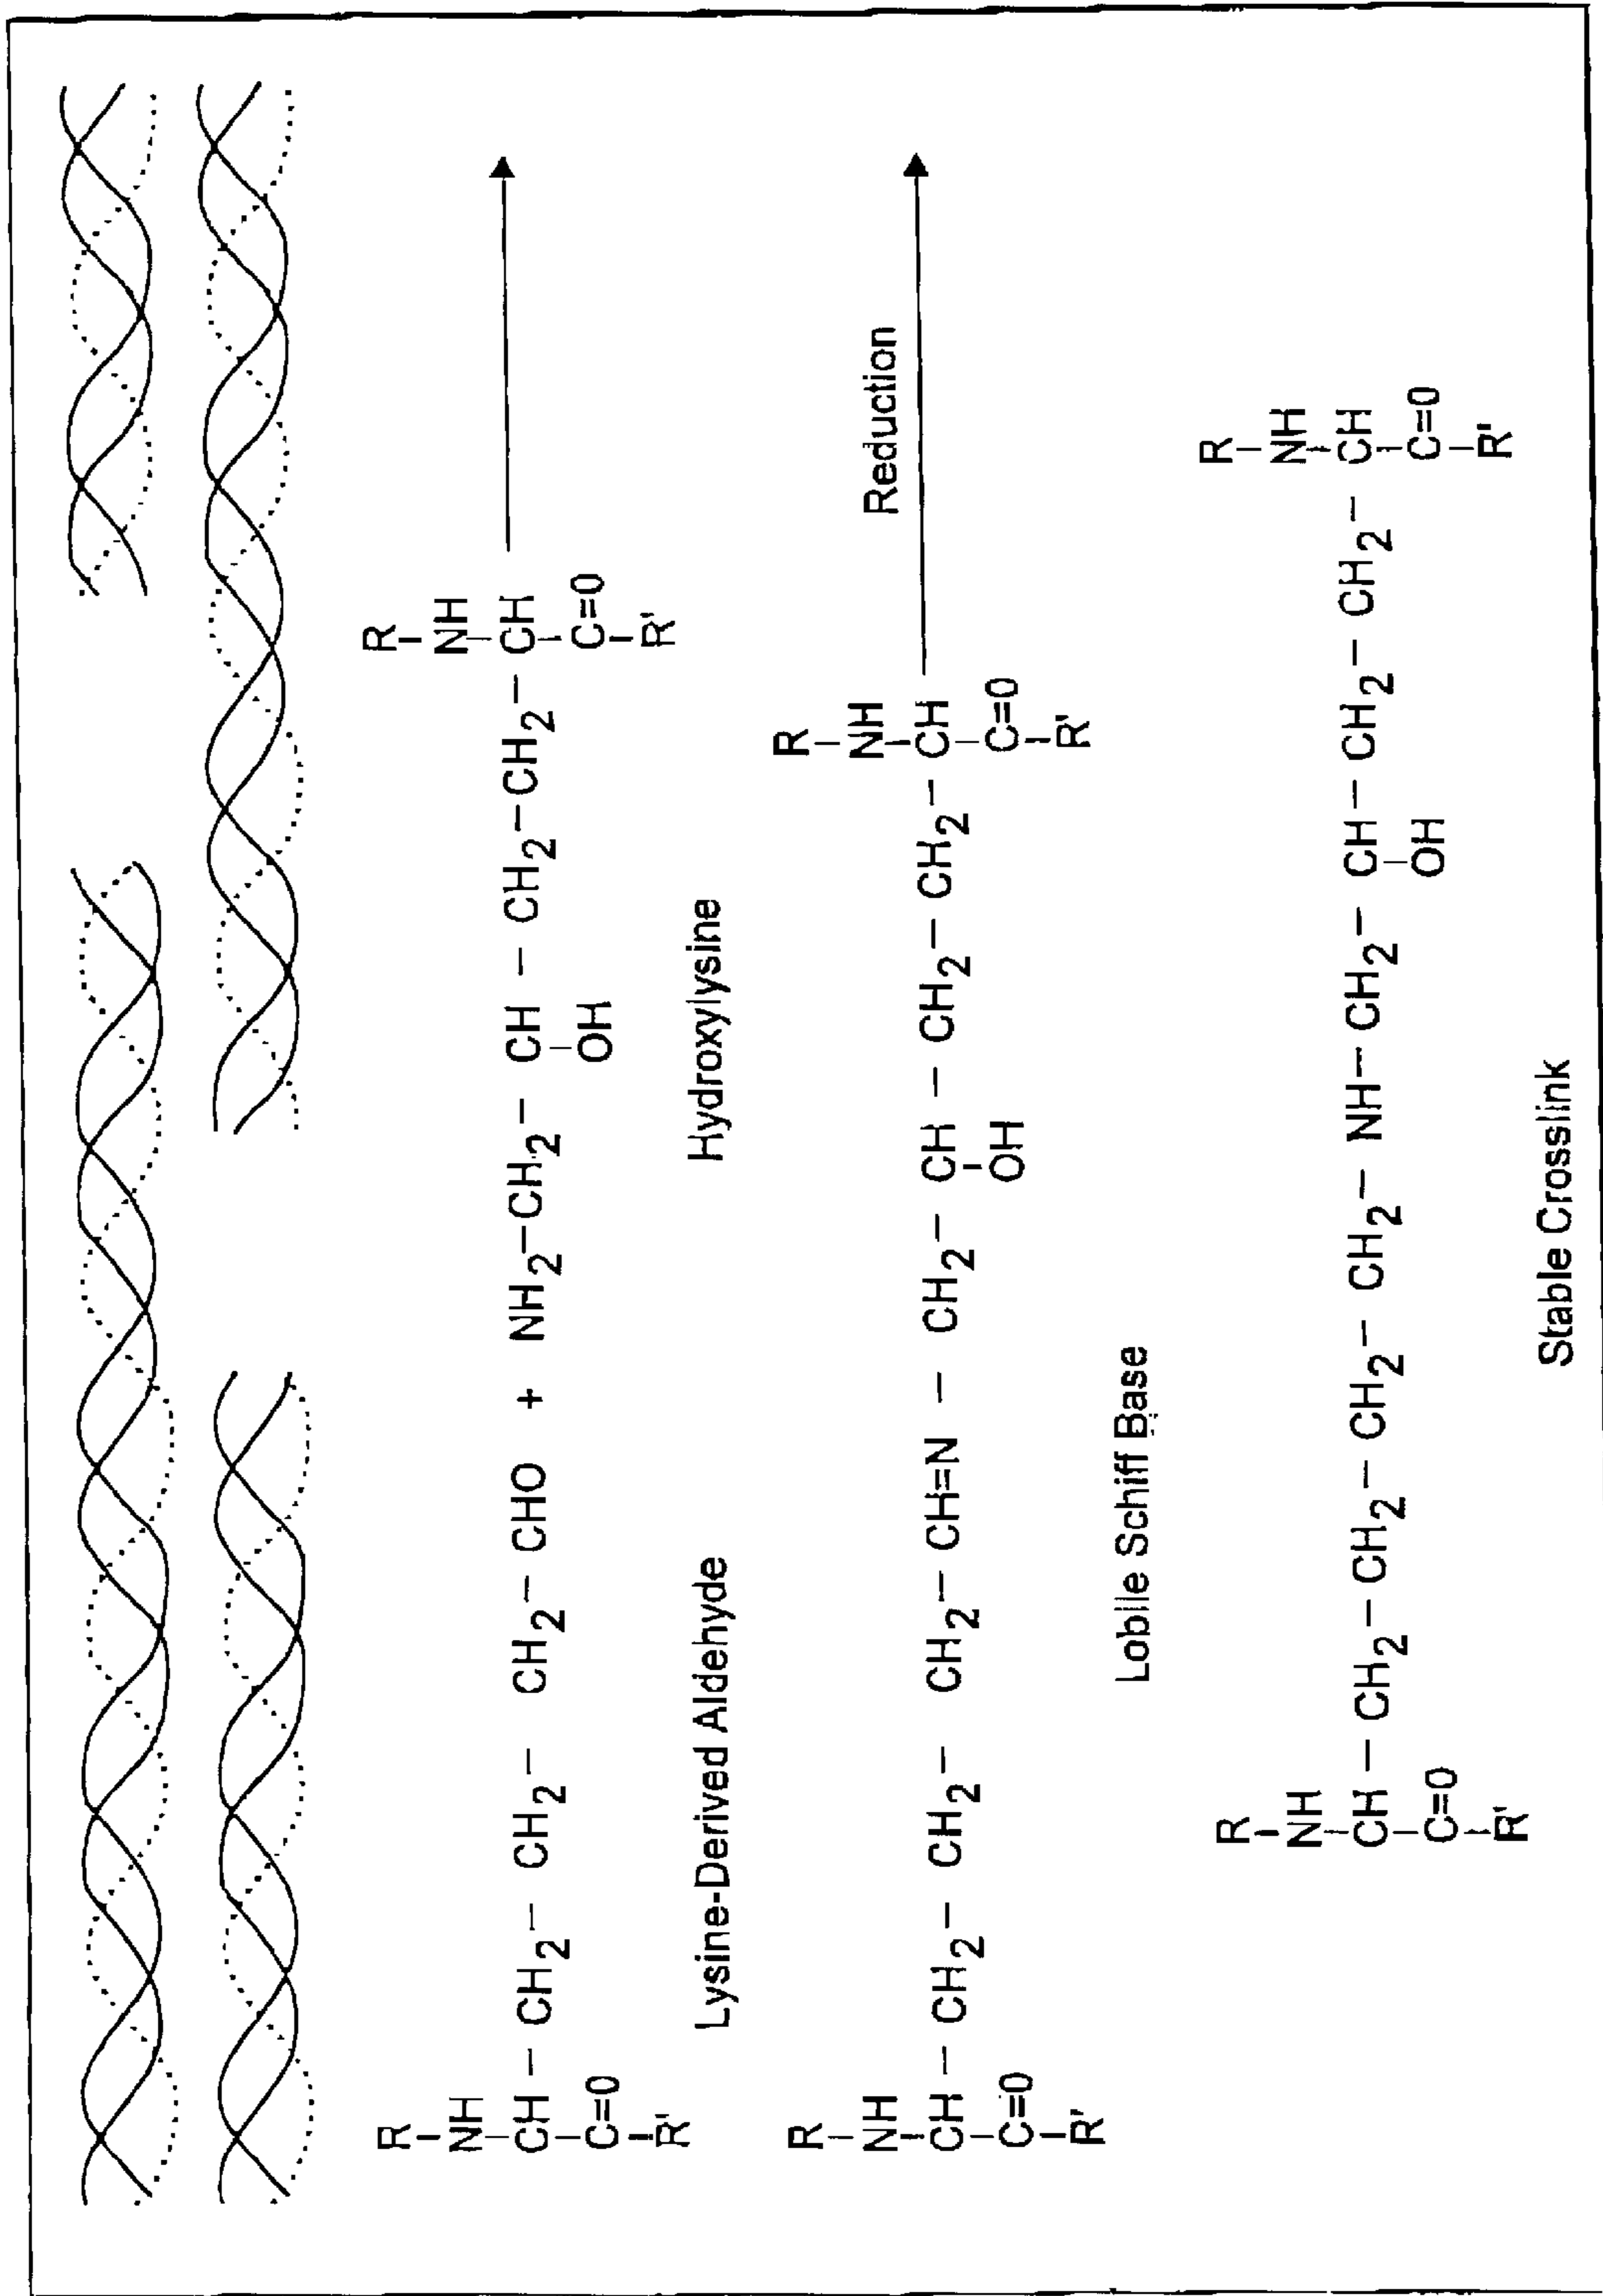 R R
NH NH
CH – CH2 – CH2 – CH2 – CHO + NH2 – CH2 – CH – CH2 – CH2 – CH
C=O OH C=O
R' R'
Lysine-Derived Aldehyde Hydroxylysine
R R
NH NH Reduction
CH – CH2 – CH2 – CH2 – CH=N – CH2 – CH – CH2 – CH2 – CH
C=O OH C=O
R' R'
Lobile Schiff Base
R R
NH NH
CH – CH2 – CH2 – CH2 – CH2 – NH – CH2 – CH – CH2 – CH2 – CH
C=O OH C=O
R' R'
Stable Crosslink